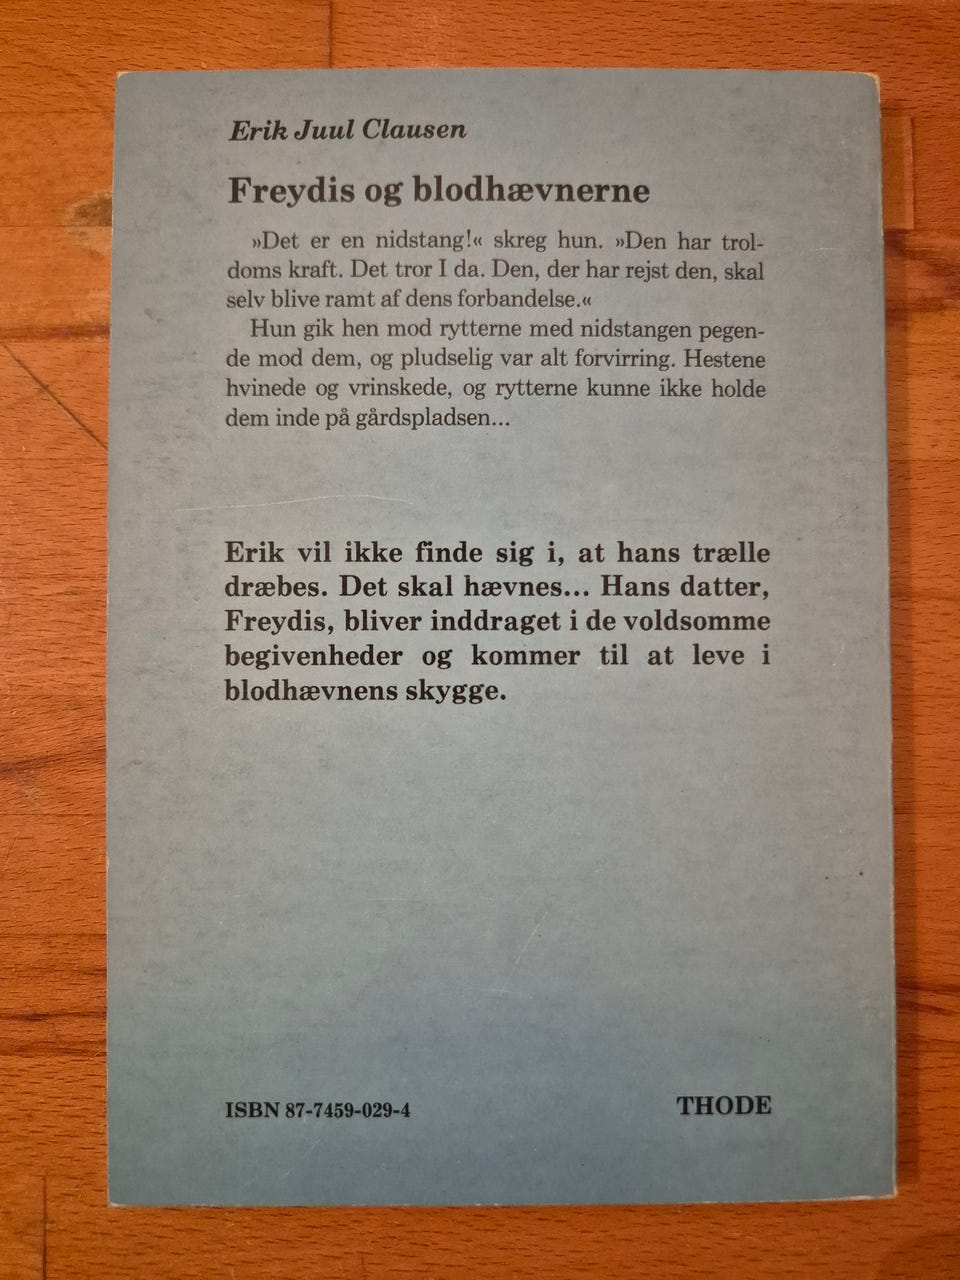 Erik Juul Clausen
Freydis og blodhævnerne
»Det er en nidstang!« skreg hun. »Den har trol-
doms kraft. Det tror I da. Den, der har rejst den, skal
selv blive ramt af dens forbandelse.«
Hun gik hen mod rytterne med nidstangen pegen-
de mod dem, og pludselig var alt forvirring. Hestene
hvinede og vrinskede, og rytterne kunne ikke holde
dem inde på gårdspladsen...
Erik vil ikke finde sig i, at hans trælle
dræbes. Det skal hævnes... Hans datter,
Freydis, bliver inddraget i de voldsomme
begivenheder og kommer til at leve i
blodhævnens skygge.
ISBN 87-7459-029-4
THODE